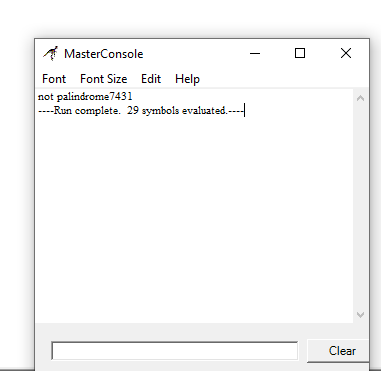 MasterConsole
Font Font Size Edit Help
not palindrome7431
----Run complete.  29 symbols evaluated.----
Clear